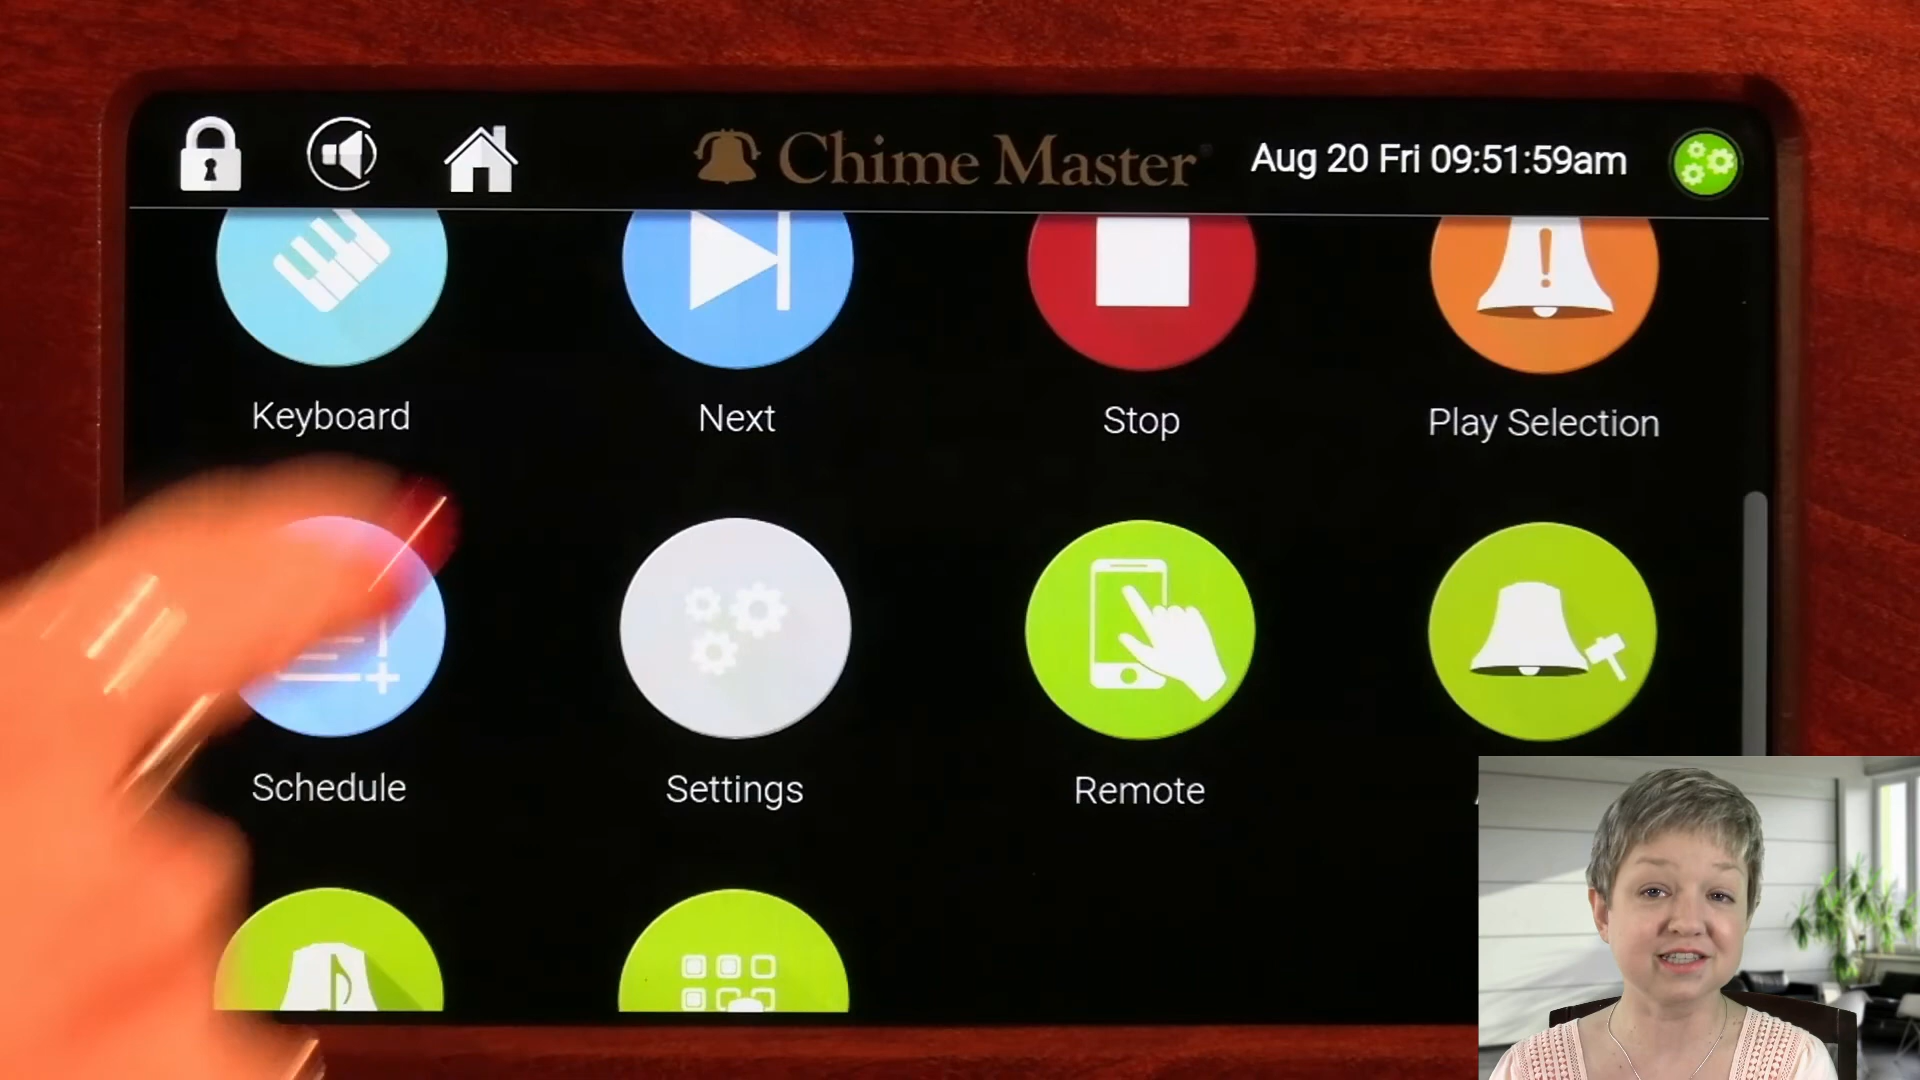 Chime Master
Aug 20 Fri 09:51:59am
Keyboard
Next
Stop
Play Selection
Schedule
Settings
Remote